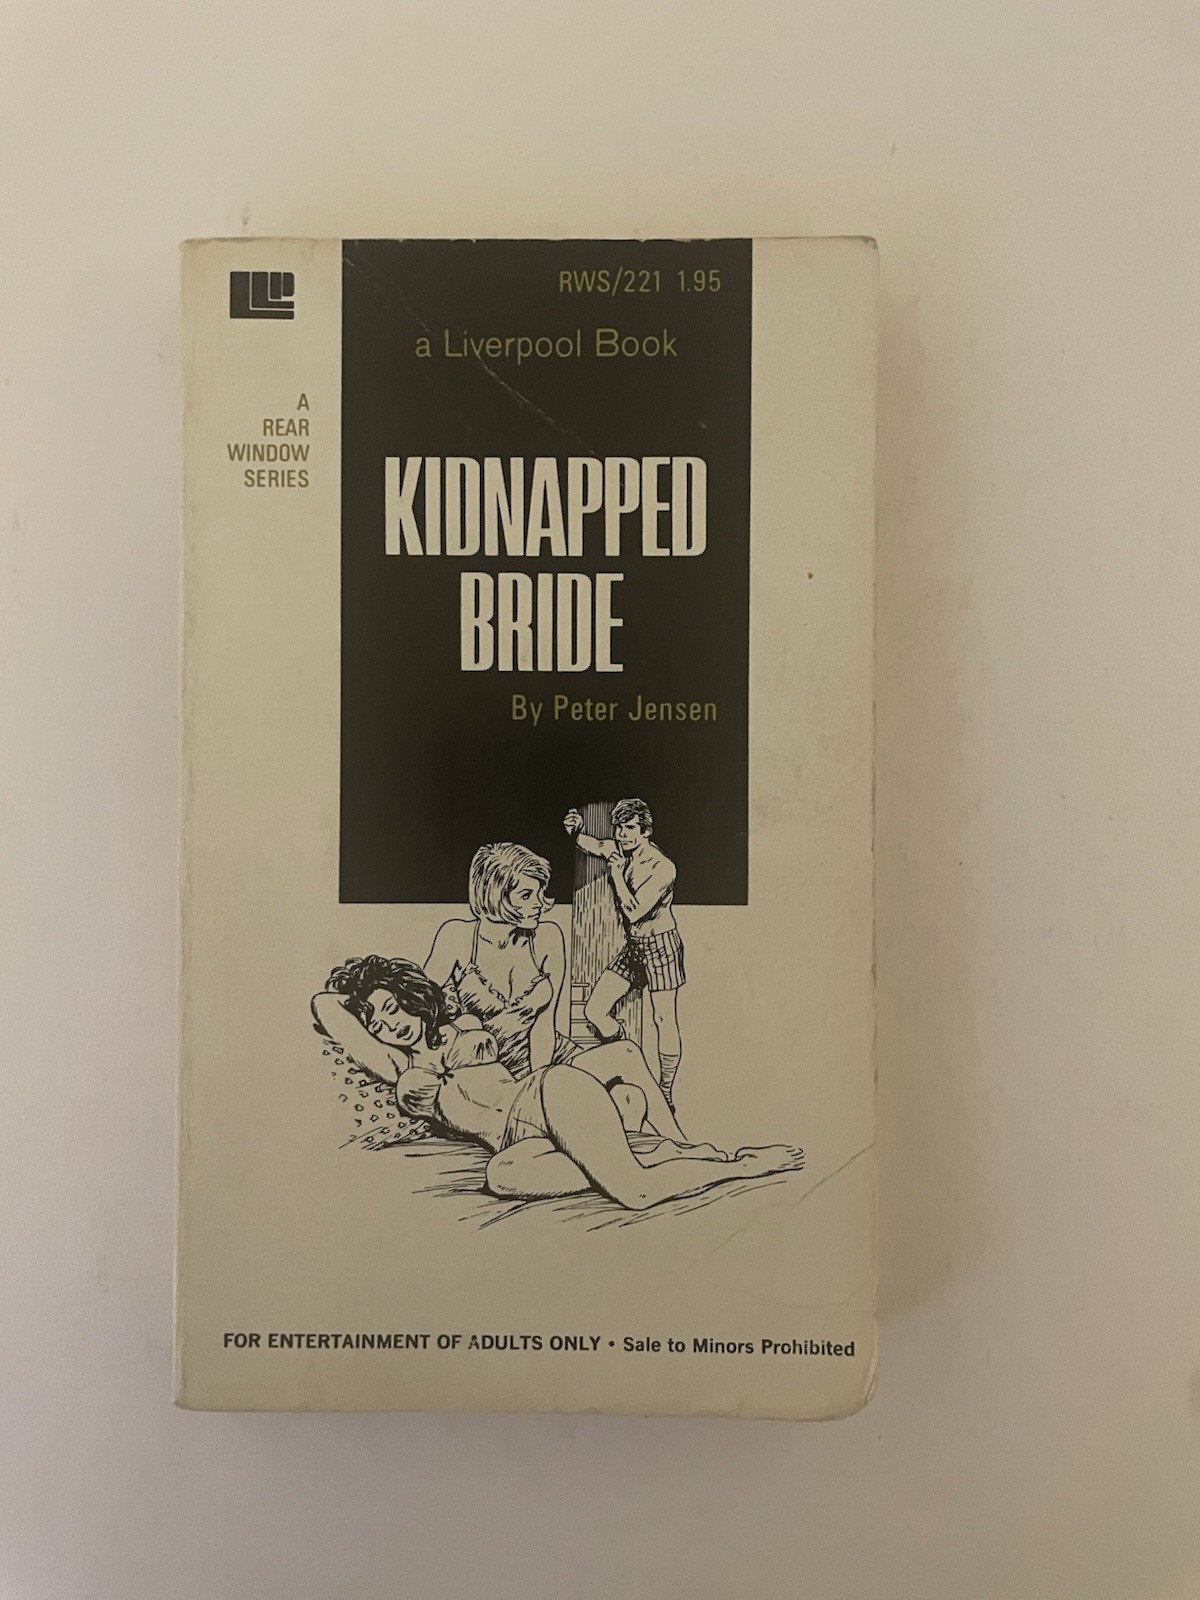 LLP
RWS/221 1.95
a Liverpool Book
A
REAR
WINDOW
SERIES
KIDNAPPED
BRIDE
By Peter Jensen
FOR ENTERTAINMENT OF ADULTS ONLY • Sale to Minors Prohibited